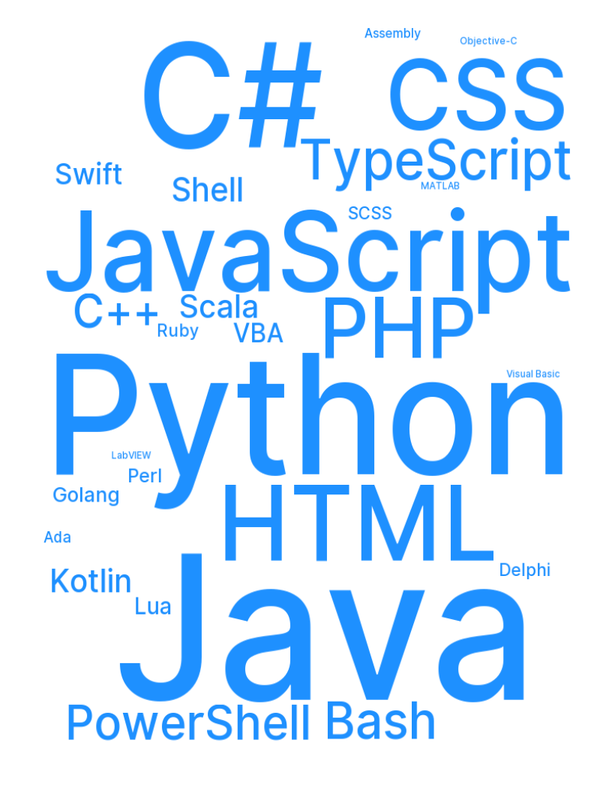 Assembly
Objective-C
C#
CSS
TypeScript
Swift
Shell
MATLAB
SCSS
JavaScript
C++
Scala
PHP
Ruby
VBA
Python
Visual Basic
LabVIEW
Perl
Golang
HTML
Ada
Delphi
Kotlin
Lua
Java
PowerShell
Bash